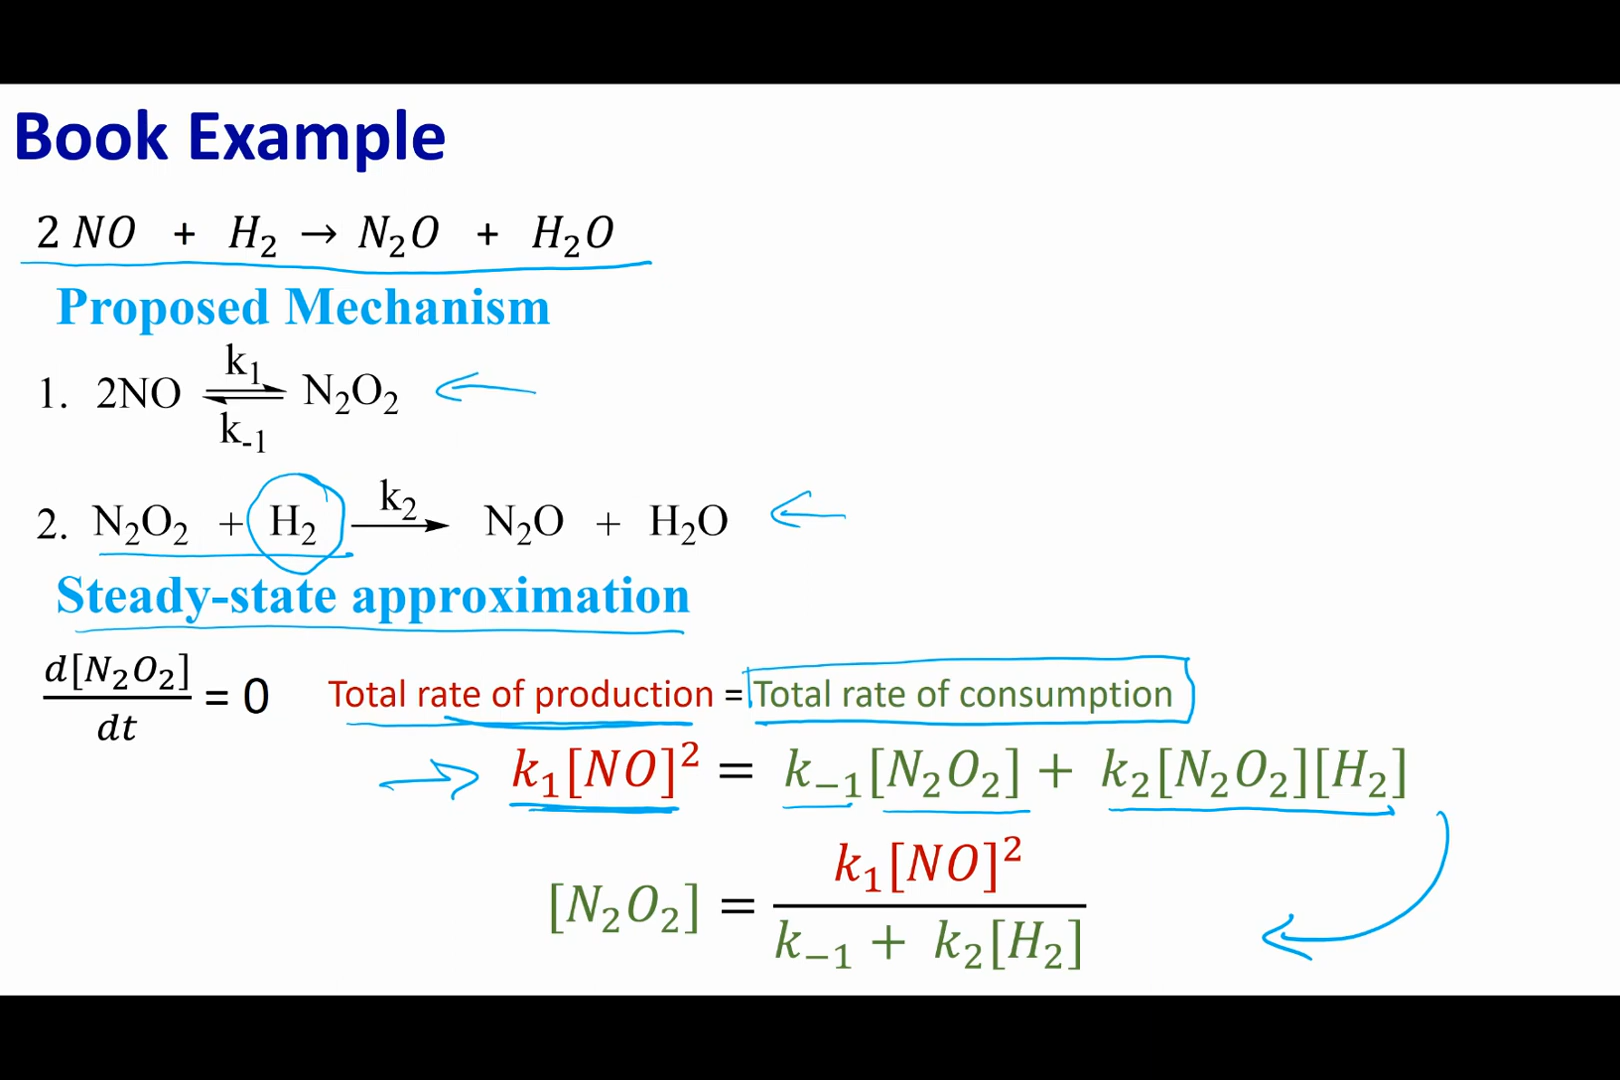 Book Example
2 NO + H₂ → N₂O + H₂O
Proposed Mechanism
k₁
1. 2NO ⇌ N₂O₂
k₋₁
k₂
2. N₂O₂ + H₂ → N₂O + H₂O
Steady-state approximation
d[N₂O₂]/dt = 0 Total rate of production = Total rate of consumption
k₁[NO]² = k₋₁[N₂O₂] + k₂[N₂O₂][H₂]
[N₂O₂] = k₁[NO]² / k₋₁ + k₂[H₂]